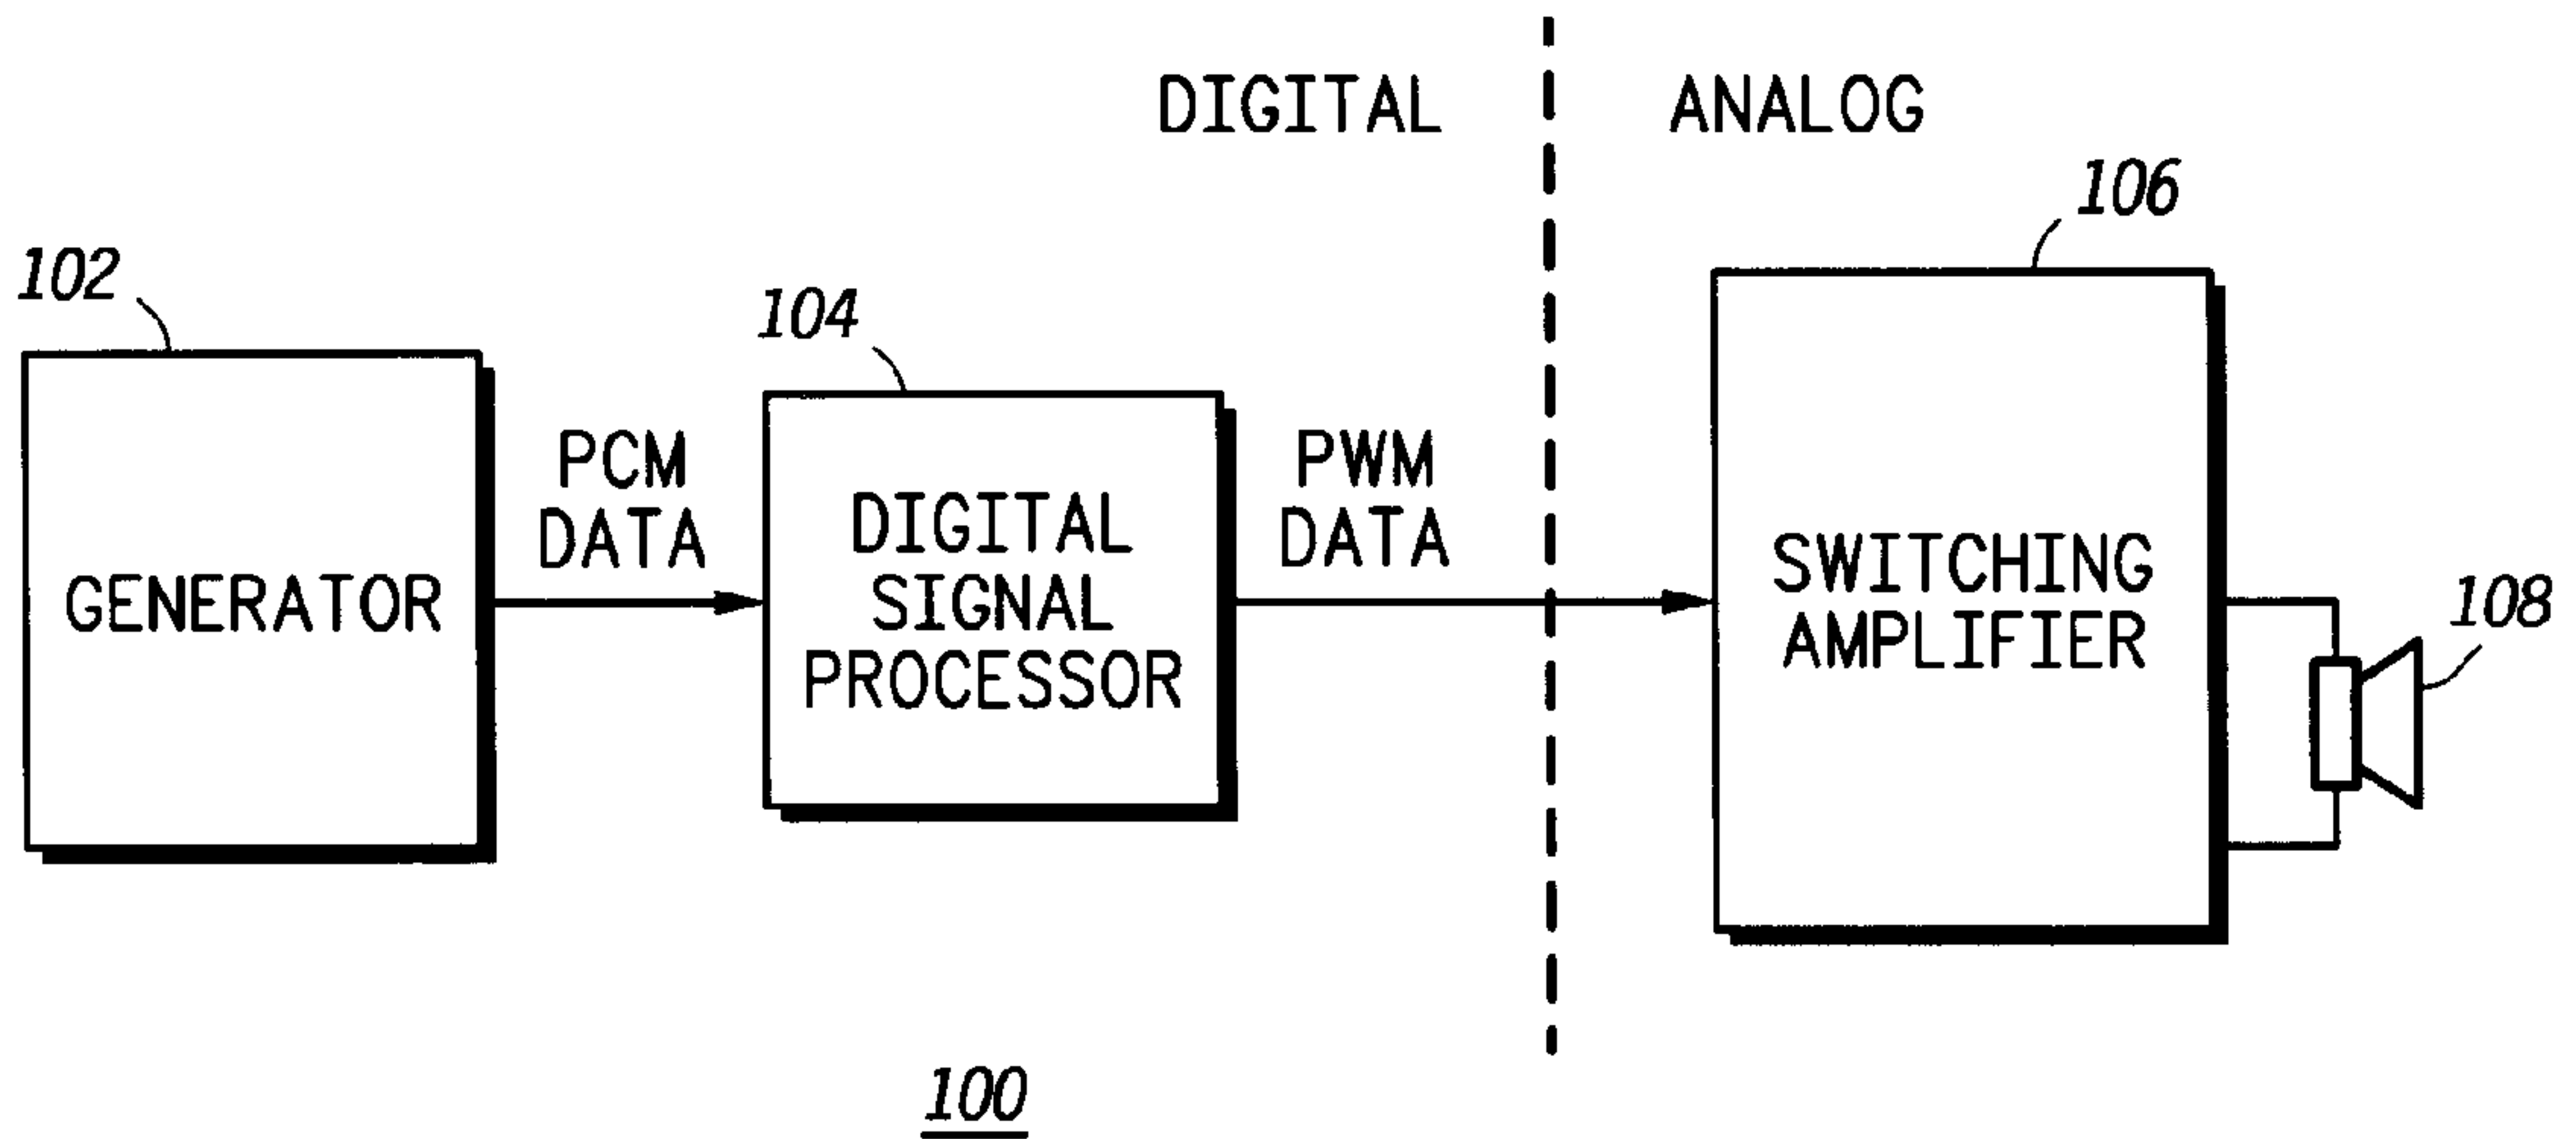 DIGITAL
ANALOG
106
102
104
PCM
DATA
PWM
DATA
GENERATOR
DIGITAL
SIGNAL
PROCESSOR
SWITCHING
AMPLIFIER
108
100